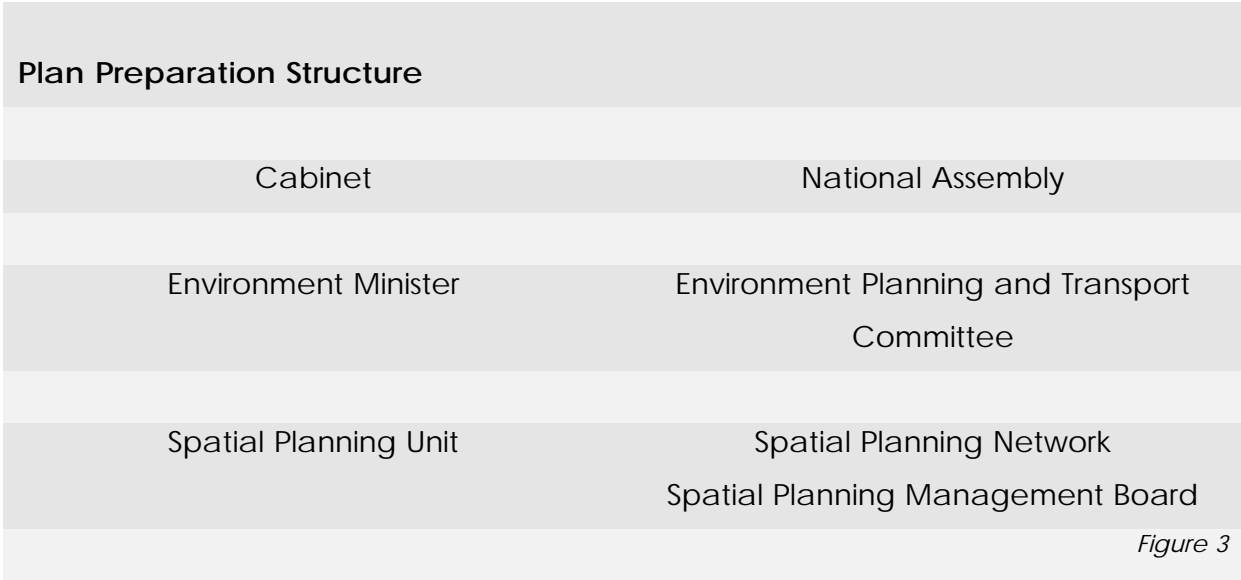 Plan Preparation Structure
Cabinet National Assembly
Environment Minister Environment Planning and Transport
Committee
Spatial Planning Unit Spatial Planning Network
Spatial Planning Management Board
Figure 3